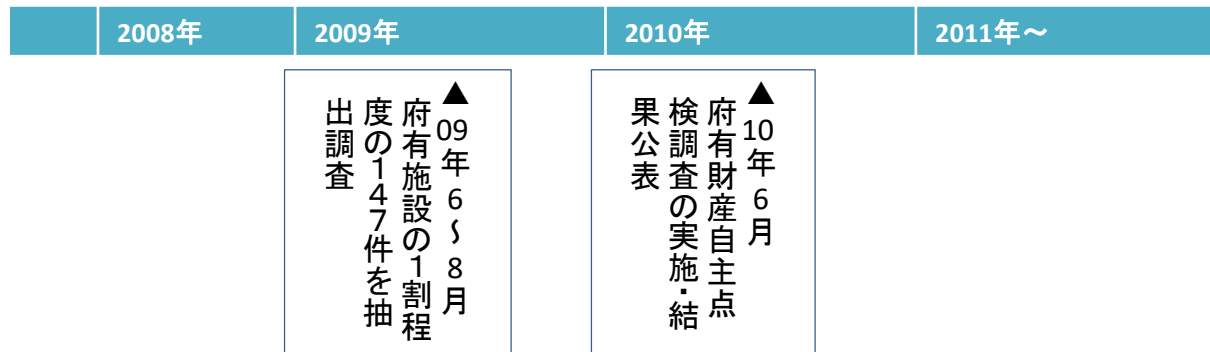 2008年
2009年
2010年
2011年～
▲09年6～8月
府有施設の1割程
度の147件を抽
出調査
▲10年6月
府有財産自主点
検調査の実施・結
果公表